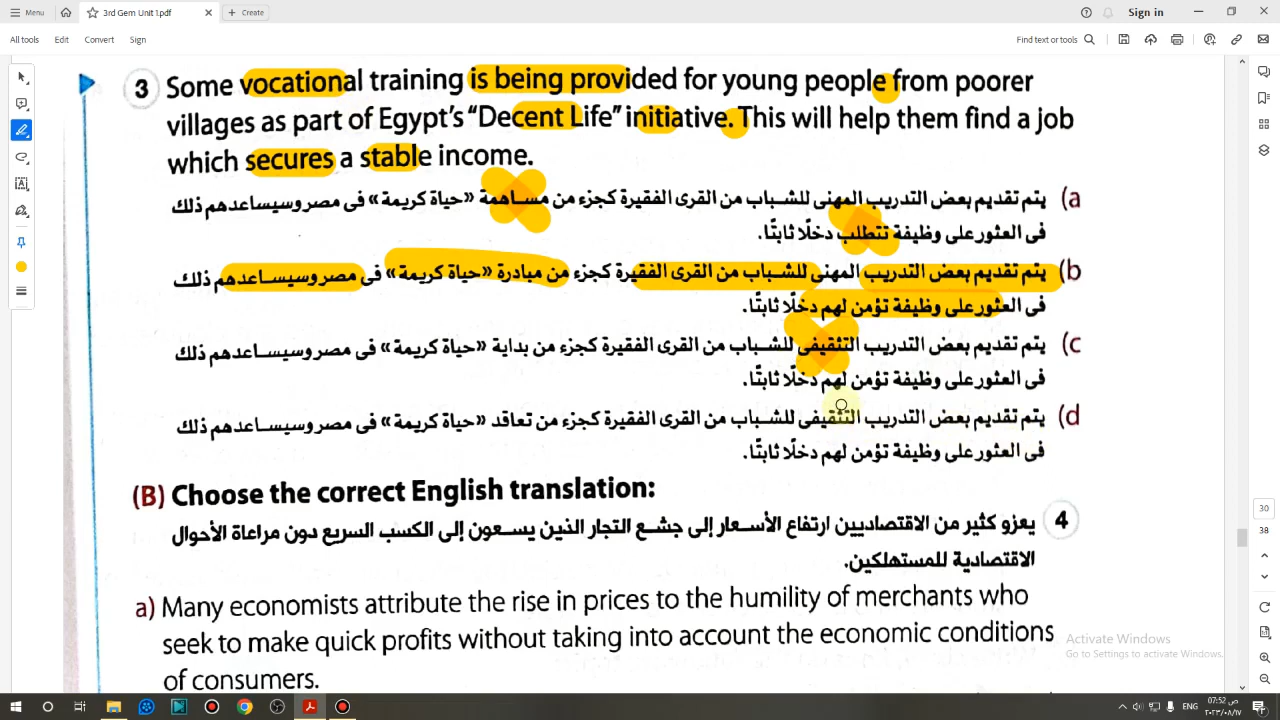 Menu
3rd Gem Unit1.pdf
Create
Sign in
All tools Edit Convert Sign
Find text or tools
3 Some vocational training is being provided for young people from poorer
villages as part of Egypt's "Decent Life" initiative. This will help them find a job
which secures a stable income.
a) يتم تقديم بعض التدريب المهنى للشباب من القرى الفقيرة كجزء من مساهمة «حياة كريمة» فى مصر وسيساعدهم ذلك
فى العثور على وظيفة تتطلب دخلًا ثابتًا.
b) يتم تقديم بعض التدريب المهنى للشباب من القرى الفقيرة كجزء من مبادرة «حياة كريمة» فى مصر وسيساعدهم ذلك
فى العثور على وظيفة تؤمن لهم دخلًا ثابتًا.
c) يتم تقديم بعض التدريب التثقيفى للشباب من القرى الفقيرة كجزء من بداية «حياة كريمة» فى مصر وسيساعدهم ذلك
فى العثور على وظيفة تؤمن لهم دخلًا ثابتًا.
d) يتم تقديم بعض التدريب التثقيفى للشباب من القرى الفقيرة كجزء من تعاقد «حياة كريمة» فى مصر وسيساعدهم ذلك
فى العثور على وظيفة تؤمن لهم دخلًا ثابتًا.
(B) Choose the correct English translation:
4 يعزو كثير من الاقتصاديين ارتفاع الأسعار إلى جشع التجار الذين يسعون إلى الكسب السريع دون مراعاة الأحوال
الاقتصادية للمستهلكين.
a) Many economists attribute the rise in prices to the humility of merchants who
seek to make quick profits without taking into account the economic conditions
of consumers.
30
38
Activate Windows
Go to Settings to activate Windows.
ENG
07:52 ص
٢٠٢٣/٠٨/١٧